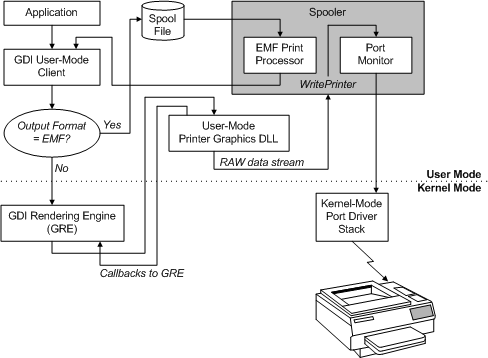 Application
Spool
File
Spooler
GDI User-Mode
Client
EMF Print
Processor
Port
Monitor
WritePrinter
Output Format
= EMF?
Yes
User-Mode
Printer Graphics DLL
No
RAW data stream
User Mode
Kernel Mode
GDI Rendering Engine
(GRE)
Kernel-Mode
Port Driver
Stack
Callbacks to GRE